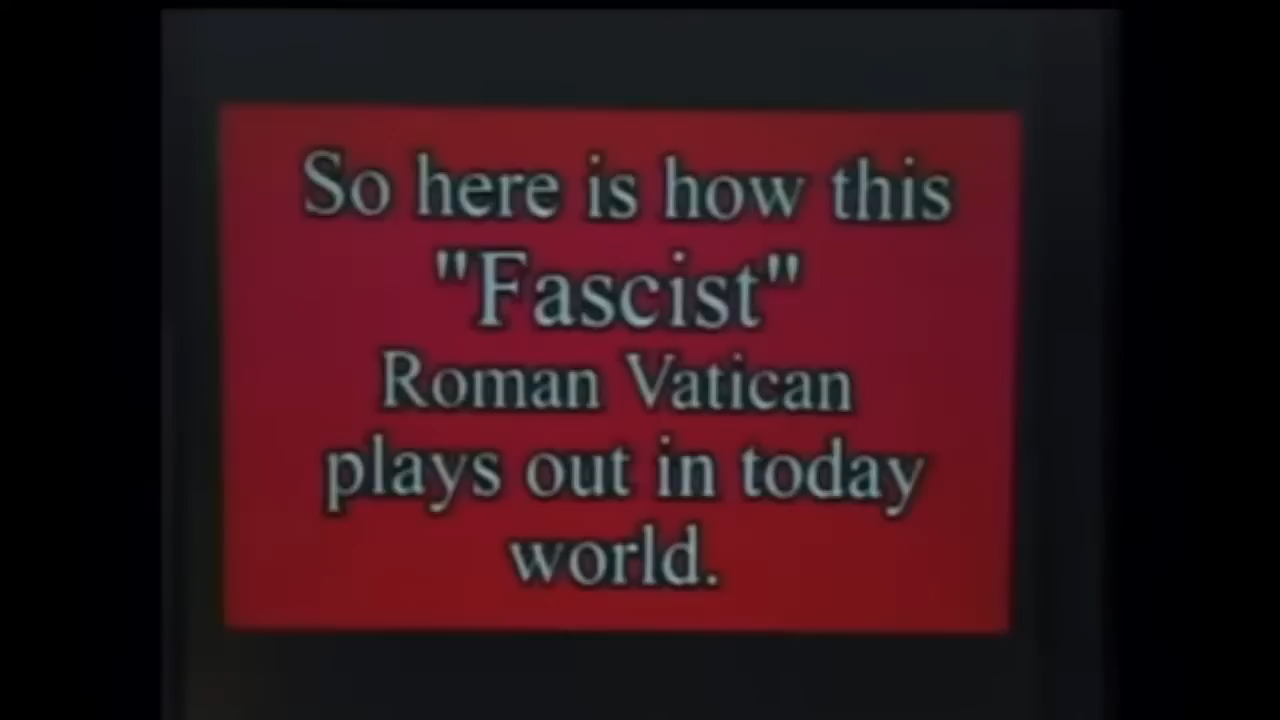 So here is how this
"Fascist"
Roman Vatican
plays out in today
world.